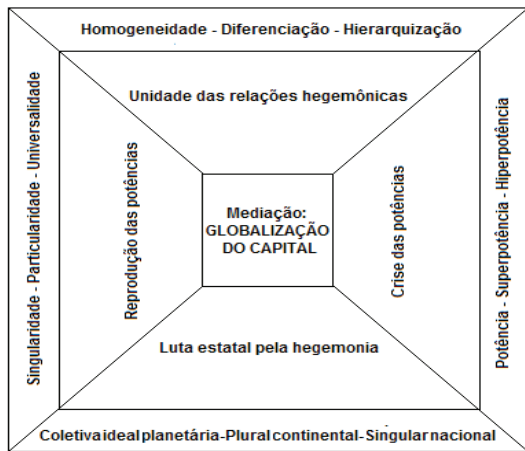 Homogeneidade - Diferenciação - Hierarquização
Unidade das relações hegemônicas
Singularidade - Particularidade - Universalidade
Reprodução das potências
Mediação:
GLOBALIZAÇÃO
DO CAPITAL
Crise das potências
Potência - Superpotência - Hiperpotência
Luta estatal pela hegemonia
Coletiva ideal planetária-Plural continental-Singular nacional